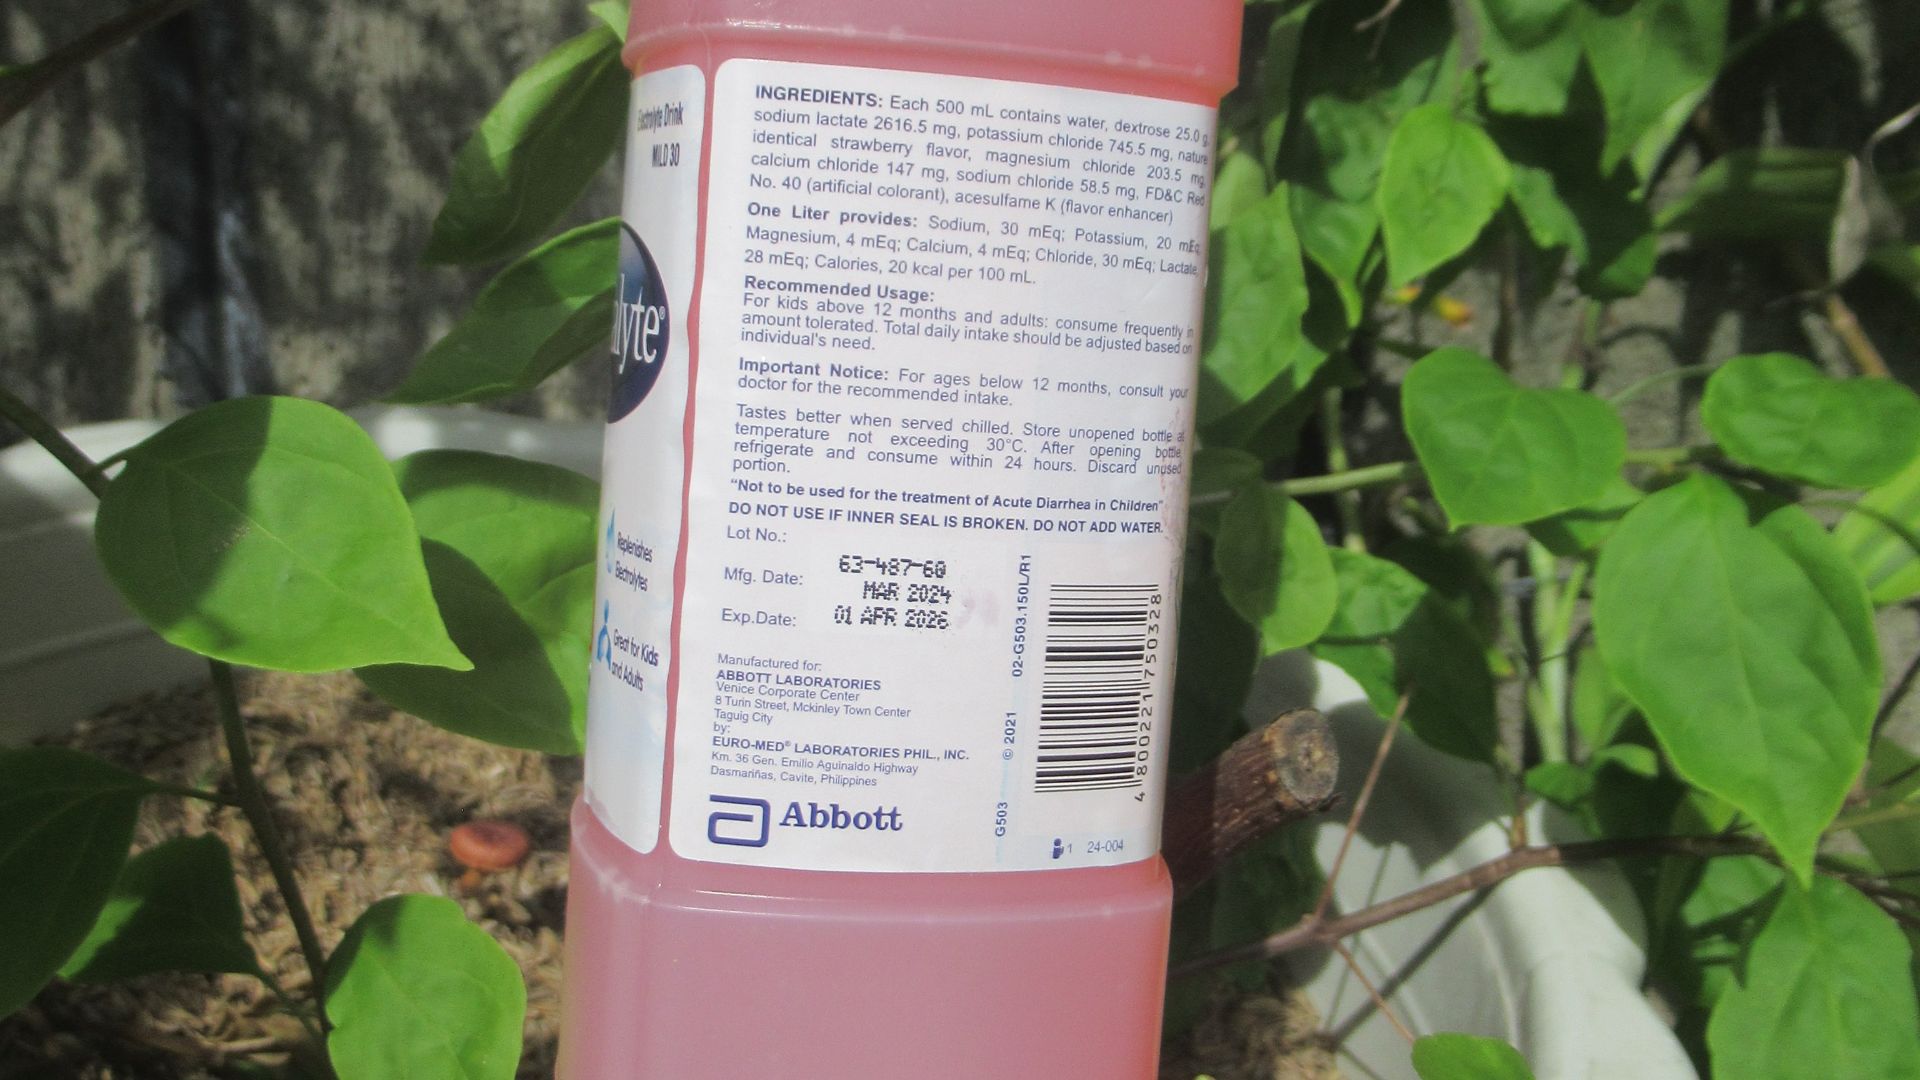 Electrolyte Drink
MILD 30
lyte®
Replenishes
Electrolytes
Great for Kids
and Adults
INGREDIENTS: Each 500 mL contains water, dextrose 25.0 g,
sodium lactate 2616.5 mg, potassium chloride 745.5 mg, nature
identical strawberry flavor, magnesium chloride 203.5 mg,
calcium chloride 147 mg, sodium chloride 58.5 mg, FD&C Red
No. 40 (artificial colorant), acesulfame K (flavor enhancer)
One Liter provides: Sodium, 30 mEq; Potassium, 20 mEq;
Magnesium, 4 mEq; Calcium, 4 mEq; Chloride, 30 mEq; Lactate,
28 mEq; Calories, 20 kcal per 100 mL.
Recommended Usage:
For kids above 12 months and adults: consume frequently in
amount tolerated. Total daily intake should be adjusted based on
individual's need.
Important Notice: For ages below 12 months, consult your
doctor for the recommended intake.
Tastes better when served chilled. Store unopened bottle at
temperature not exceeding 30°C. After opening bottle,
refrigerate and consume within 24 hours. Discard unused
portion.
"Not to be used for the treatment of Acute Diarrhea in Children"
DO NOT USE IF INNER SEAL IS BROKEN. DO NOT ADD WATER.
Lot No.: 63-487-60
Mfg. Date: MAR 2024
Exp.Date: 01 APR 2026
Manufactured for:
ABBOTT LABORATORIES
Venice Corporate Center
8 Turin Street, Mckinley Town Center
Taguig City
by:
EURO-MED® LABORATORIES PHIL., INC.
Km. 36 Gen. Emilio Aguinaldo Highway
Dasmariñas, Cavite, Philippines
Abbott
G503 © 2021 02-G503.150L/R1
4 800221 750328
1 24-004